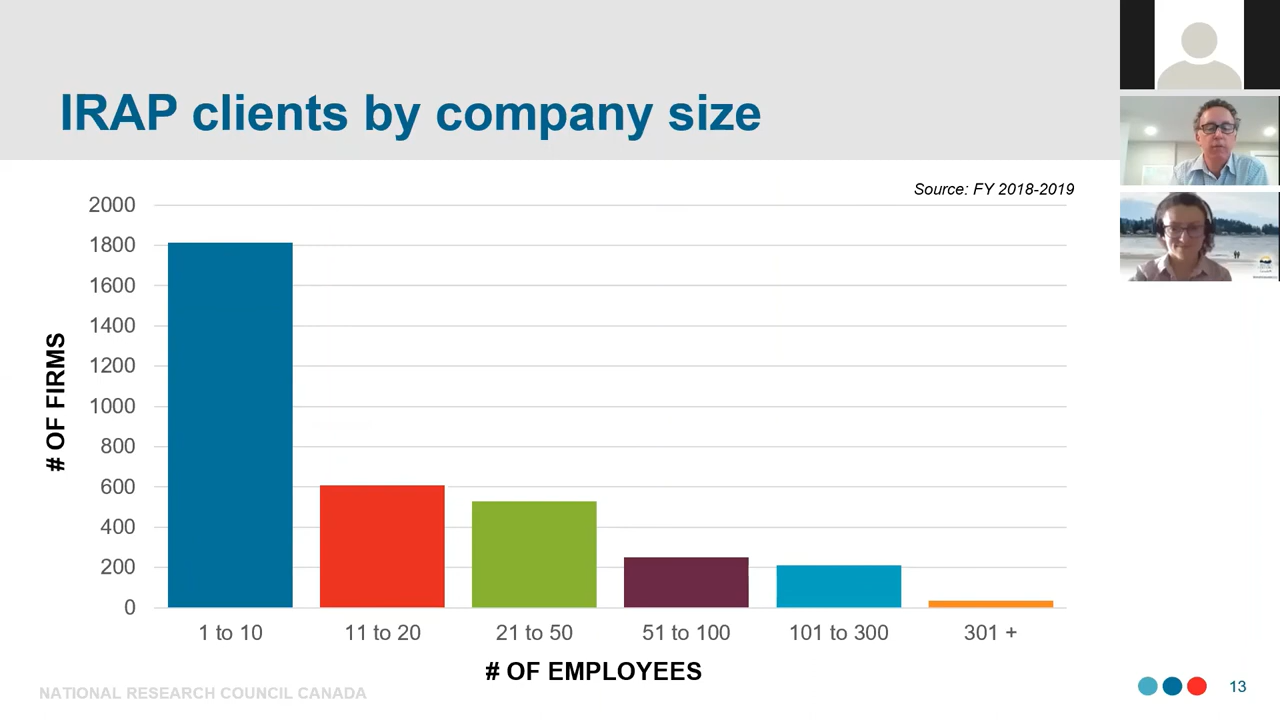 IRAP clients by company size
Source: FY 2018-2019
2000
1800
1600
1400
1200
1000
800
600
400
200
0
# OF FIRMS
1 to 10
11 to 20
21 to 50
51 to 100
101 to 300
301 +
# OF EMPLOYEES
NATIONAL RESEARCH COUNCIL CANADA
13